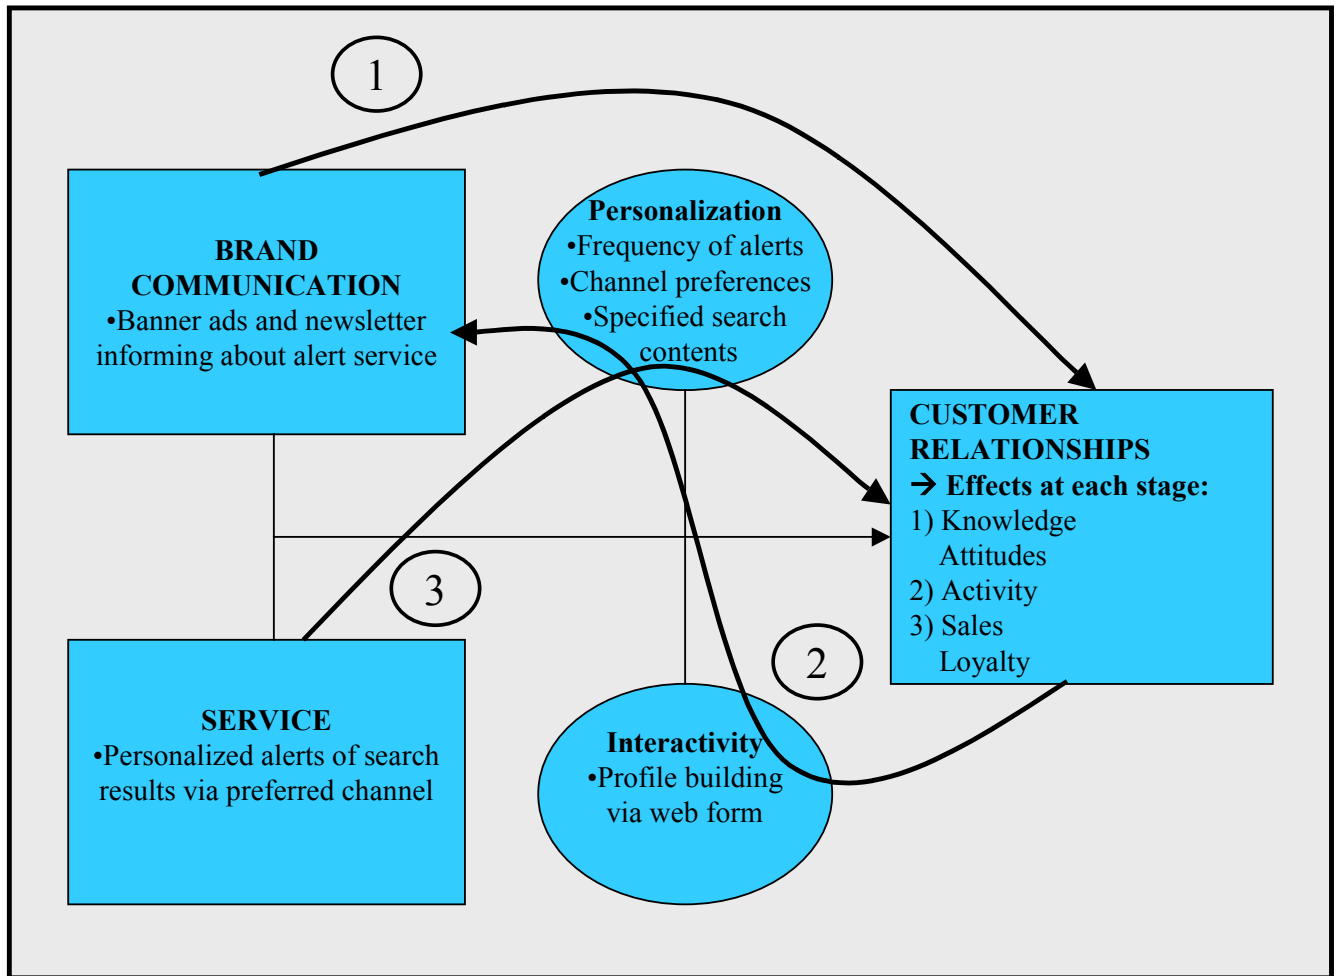 1
BRAND
COMMUNICATION
•Banner ads and newsletter
informing about alert service
Personalization
•Frequency of alerts
•Channel preferences
•Specified search
contents
CUSTOMER
RELATIONSHIPS
→ Effects at each stage:
1) Knowledge
Attitudes
2) Activity
3) Sales
Loyalty
3
2
SERVICE
•Personalized alerts of search
results via preferred channel
Interactivity
•Profile building
via web form